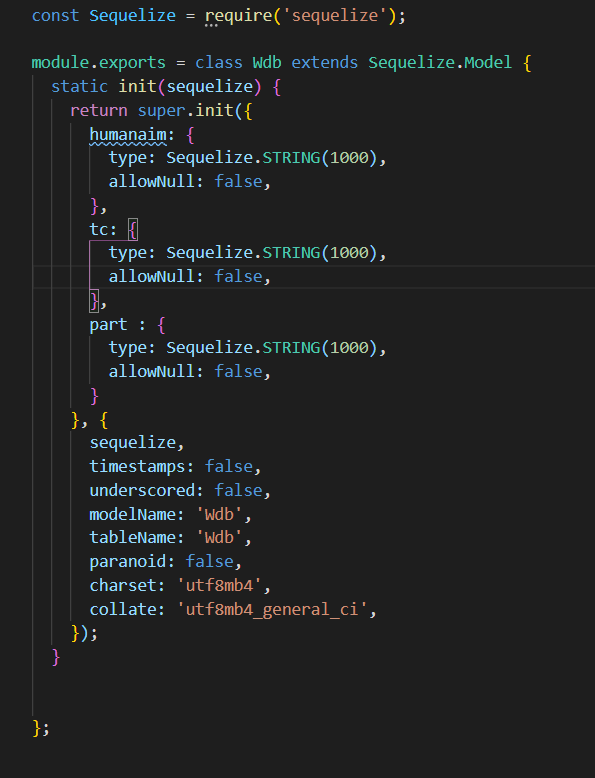 const Sequelize = require('sequelize');
module.exports = class Wdb extends Sequelize.Model {
static init(sequelize) {
return super.init({
humanaim: {
type: Sequelize.STRING(1000),
allowNull: false,
},
tc: {
type: Sequelize.STRING(1000),
allowNull: false,
},
part : {
type: Sequelize.STRING(1000),
allowNull: false,
}
}, {
sequelize,
timestamps: false,
underscored: false,
modelName: 'Wdb',
tableName: 'Wdb',
paranoid: false,
charset: 'utf8mb4',
collate: 'utf8mb4_general_ci',
});
}
};